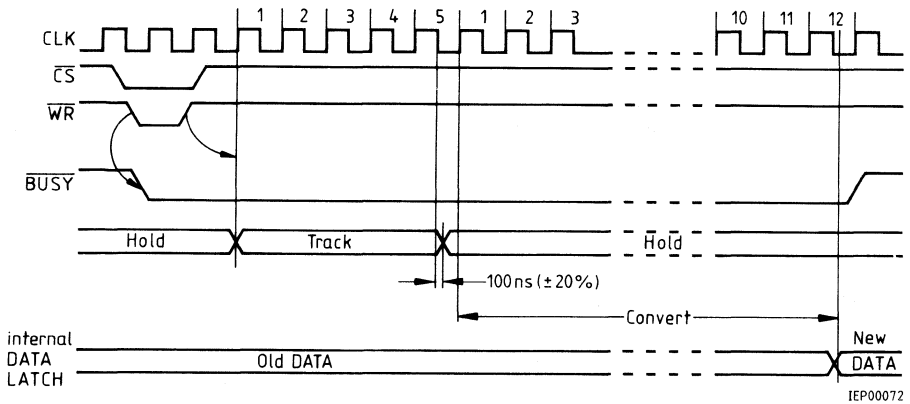 1 2 3 4 5 1 2 3 10 11 12
CLK
CS
WR
BUSY
Hold Track Hold
100ns (±20%)
Convert
internal
DATA
LATCH
Old DATA
New
DATA
IEP00072